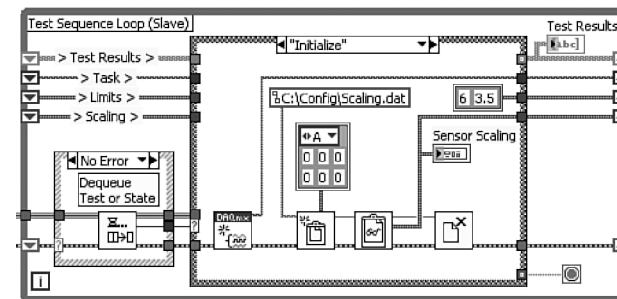 Test Sequence Loop (Slave)
Test Results
"Initialize"
> Test Results >
> Task >
> Limits >
> Scaling >
C:\Config\Scaling.dat
6 3.5
A
Sensor Scaling
0 0 0
0 0 0
No Error
Dequeue
Test or State
DAQmx
?
?
i
abc